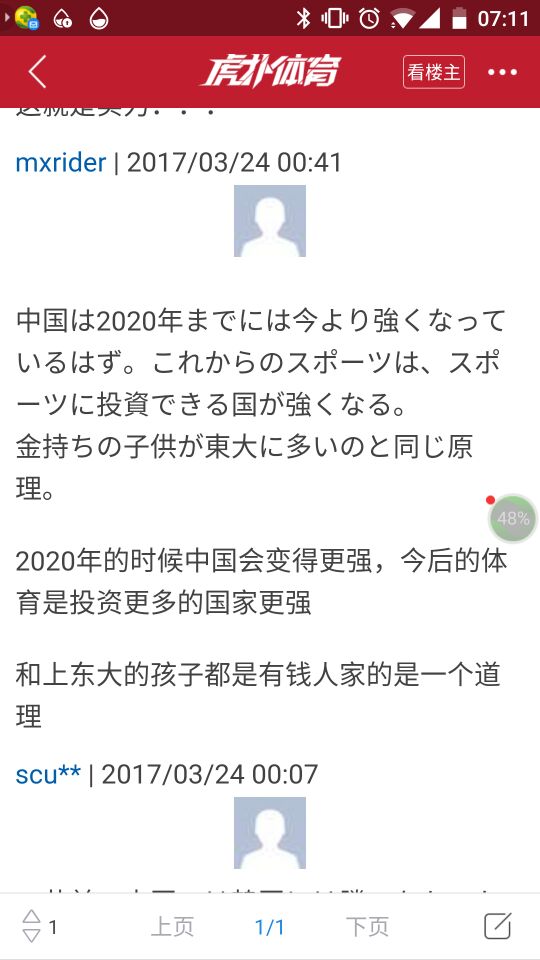 07:11
虎扑体育
看楼主
mxrider | 2017/03/24 00:41
中国は2020年までには今より強くなって
いるはず。これからのスポーツは、スポ
ーツに投資できる国が強くなる。
金持ちの子供が東大に多いのと同じ原
理。
48%
2020年的时候中国会变得更强，今后的体
育是投资更多的国家更强
和上东大的孩子都是有钱人家的是一个道
理
scu** | 2017/03/24 00:07
1
上页
1/1
下页